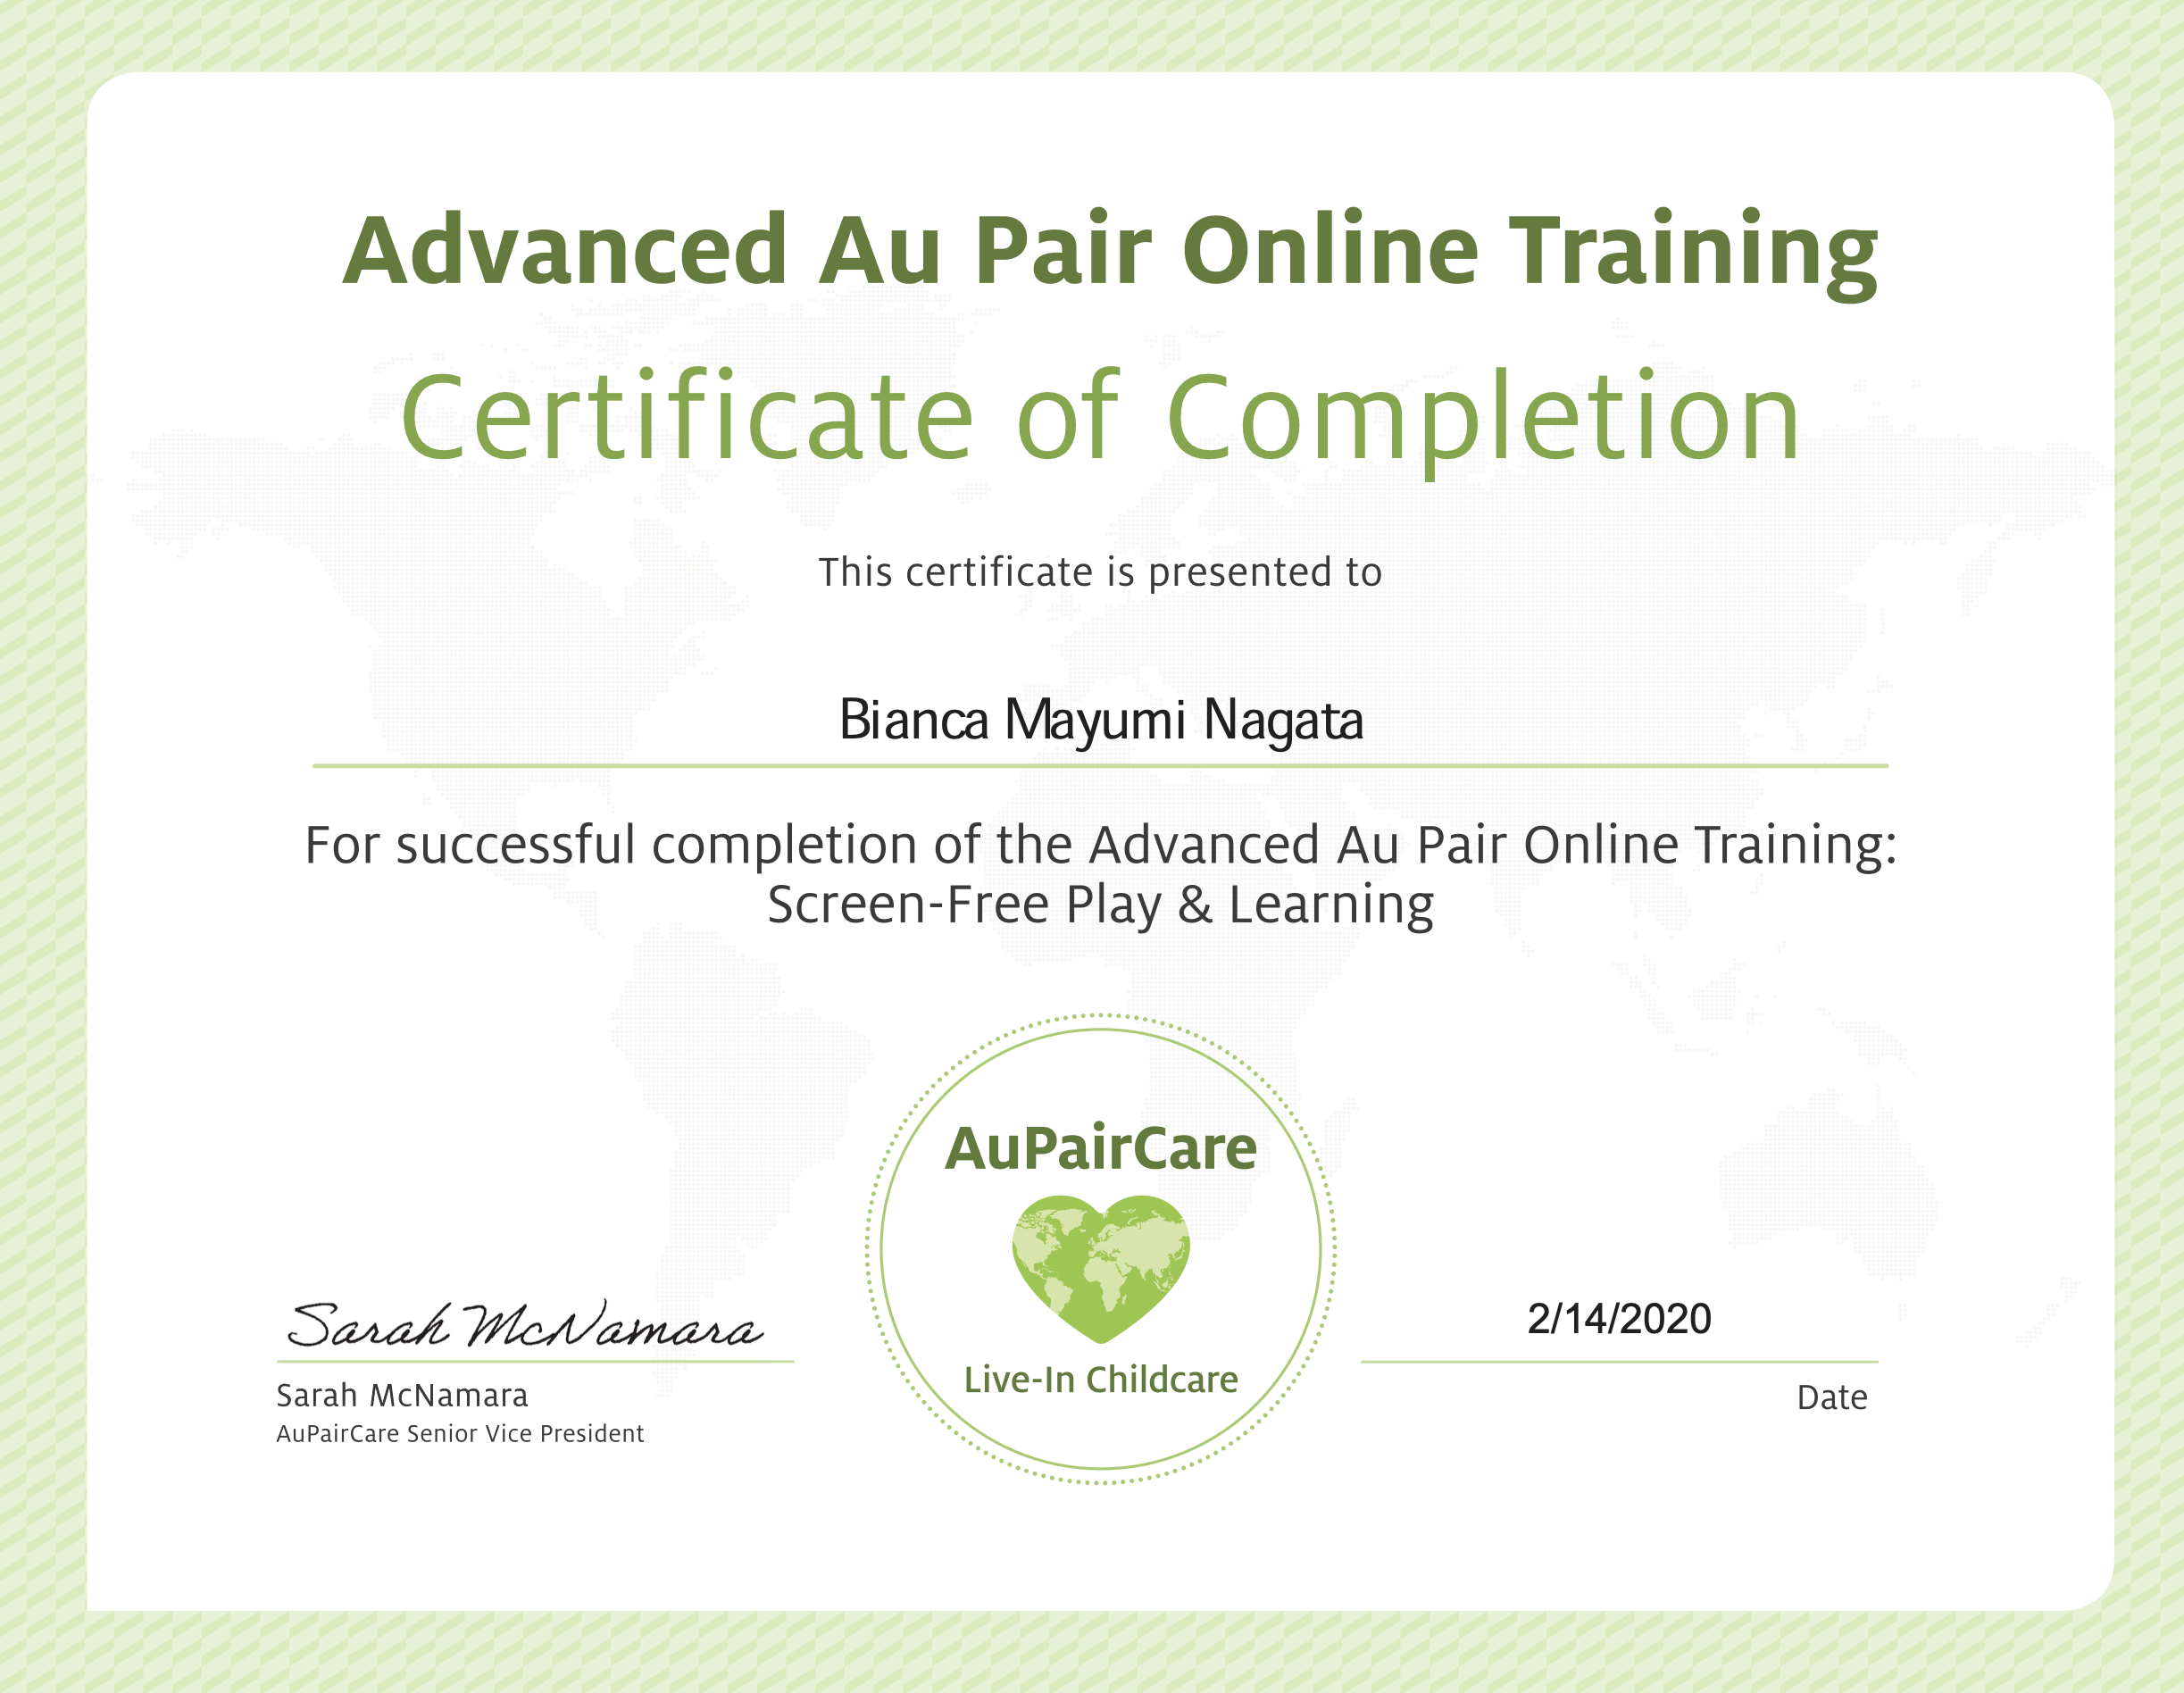 Advanced Au Pair Online Training
Certificate of Completion
This certificate is presented to
Bianca Mayumi Nagata
For successful completion of the Advanced Au Pair Online Training:
Screen-Free Play & Learning
AuPairCare
Live-In Childcare
Sarah McNamara
Sarah McNamara
AuPairCare Senior Vice President
2/14/2020
Date